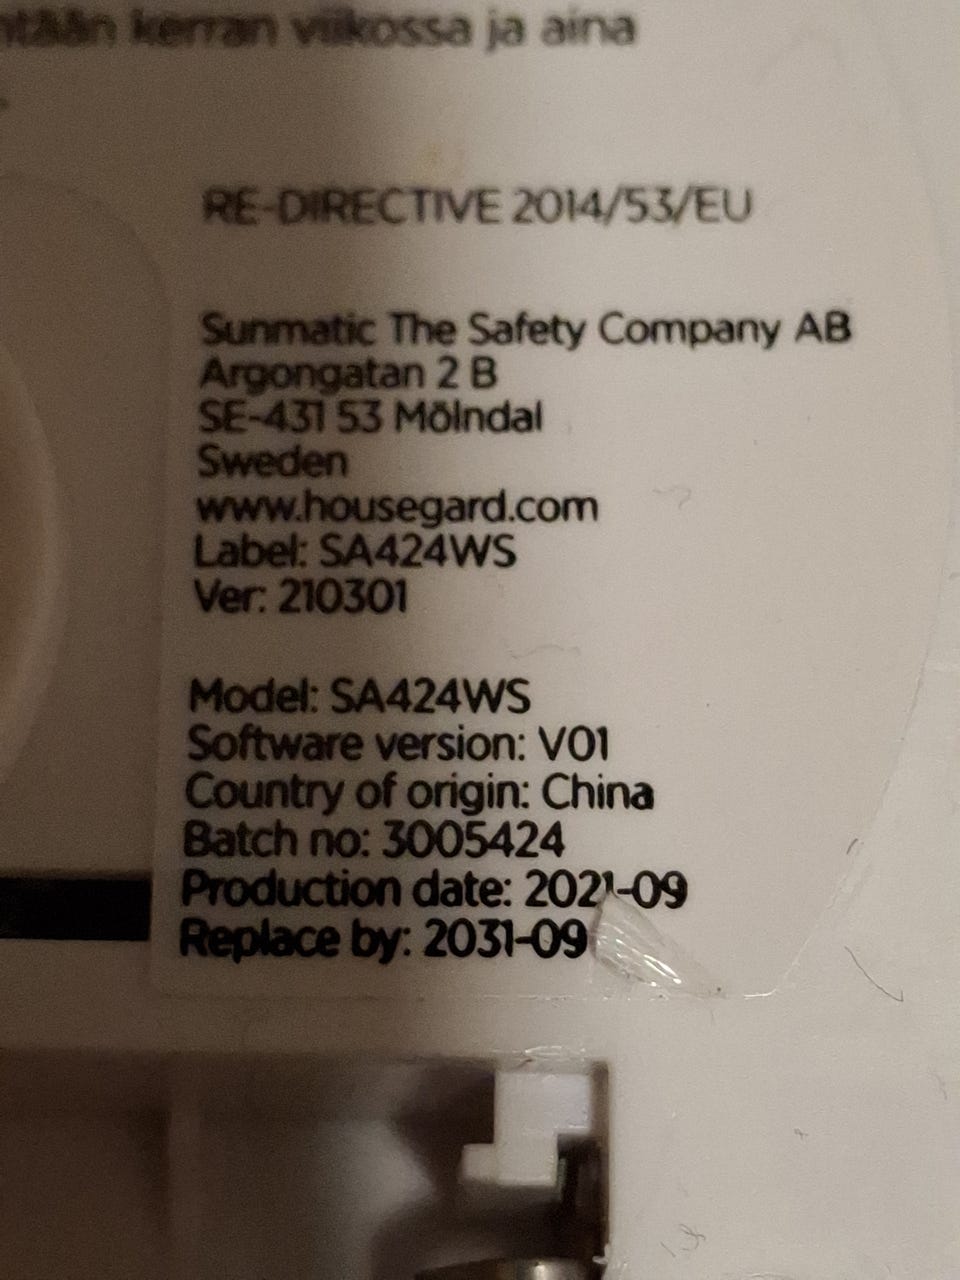 kerran viikossa ja aina
RE-DIRECTIVE 2014/53/EU
Sunmatic The Safety Company AB
Argongatan 2 B
SE-431 53 Mölndal
Sweden
www.housegard.com
Label: SA424WS
Ver: 210301
Model: SA424WS
Software version: V01
Country of origin: China
Batch no: 3005424
Production date: 2021-09
Replace by: 2031-09